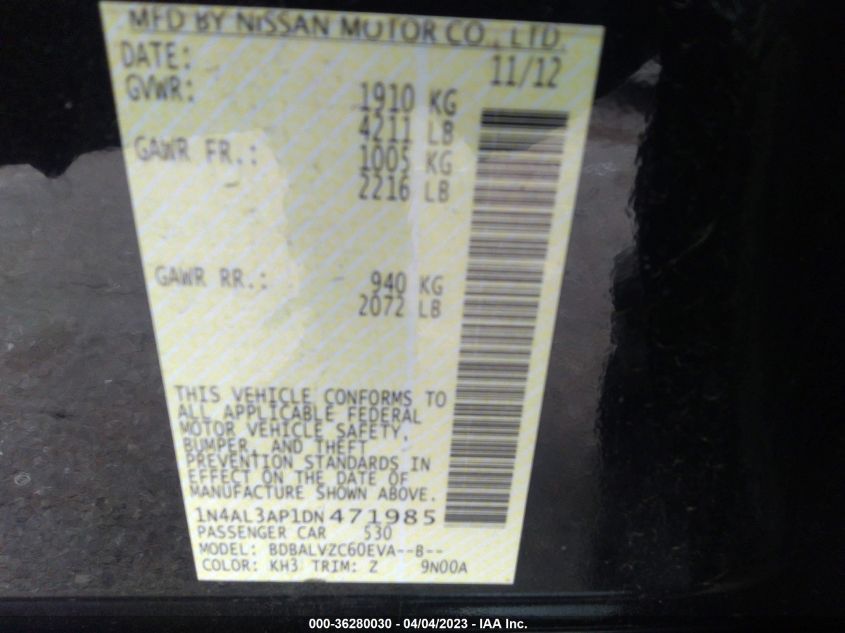 MFD BY NISSAN MOTOR CO., LTD.
DATE: 11/12
GVWR: 1910 KG
4211 LB
GAWR FR.: 1005 KG
2216 LB
GAWR RR.: 940 KG
2072 LB
THIS VEHICLE CONFORMS TO
ALL APPLICABLE FEDERAL
MOTOR VEHICLE SAFETY,
BUMPER, AND THEFT
PREVENTION STANDARDS IN
EFFECT ON THE DATE OF
MANUFACTURE SHOWN ABOVE.
1N4AL3AP1DN471985
PASSENGER CAR 530
MODEL: BDBALVZC60EVA--B--
COLOR: KH3 TRIM: Z 9N00A
000-36280030 - 04/04/2023 - IAA Inc.